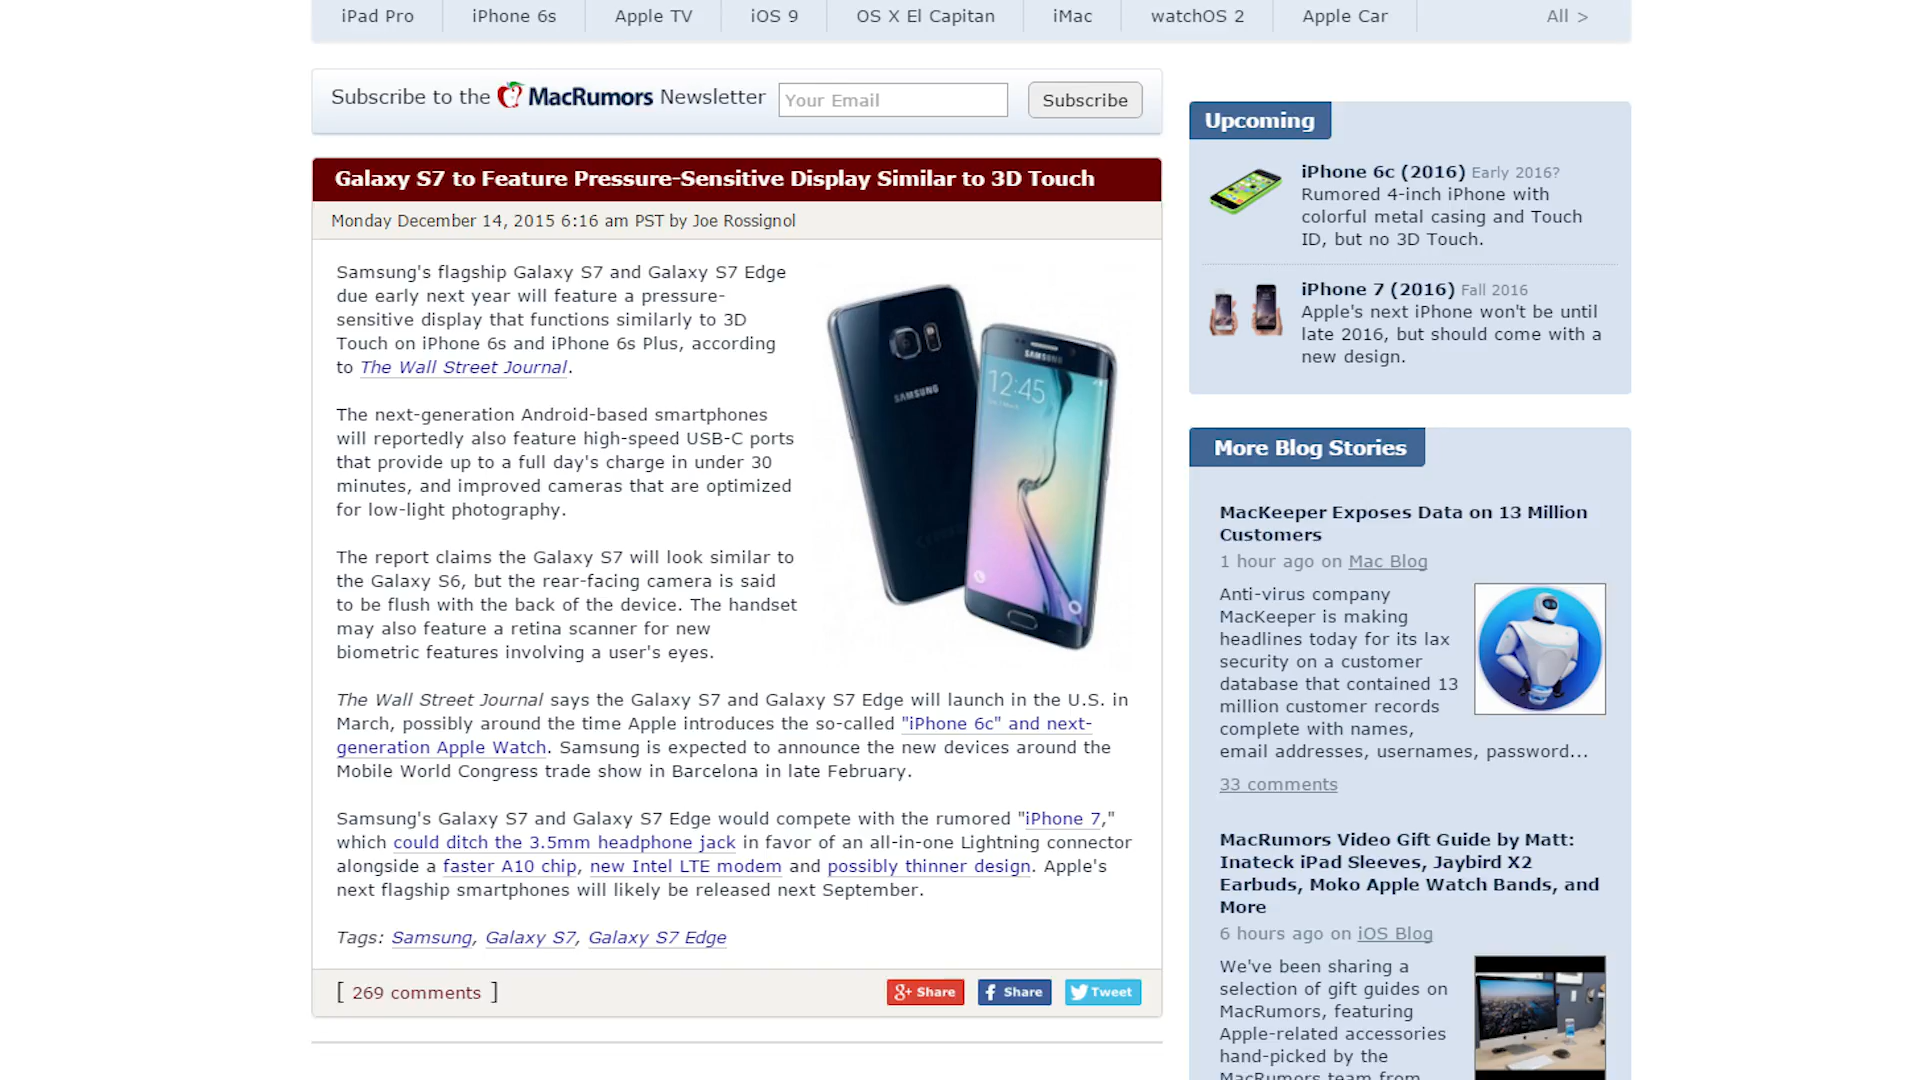 iPad Pro
iPhone 6s
Apple TV
iOS 9
OS X El Capitan
iMac
watchOS 2
Apple Car
All >
Subscribe to the MacRumors Newsletter
Your Email
Subscribe
Galaxy S7 to Feature Pressure-Sensitive Display Similar to 3D Touch
Monday December 14, 2015 6:16 am PST by Joe Rossignol
Samsung's flagship Galaxy S7 and Galaxy S7 Edge
due early next year will feature a pressure-
sensitive display that functions similarly to 3D
Touch on iPhone 6s and iPhone 6s Plus, according
to The Wall Street Journal.
The next-generation Android-based smartphones
will reportedly also feature high-speed USB-C ports
that provide up to a full day's charge in under 30
minutes, and improved cameras that are optimized
for low-light photography.
The report claims the Galaxy S7 will look similar to
the Galaxy S6, but the rear-facing camera is said
to be flush with the back of the device. The handset
may also feature a retina scanner for new
biometric features involving a user's eyes.
SAMSUNG
SAMSUNG
12:45
The Wall Street Journal says the Galaxy S7 and Galaxy S7 Edge will launch in the U.S. in
March, possibly around the time Apple introduces the so-called "iPhone 6c" and next-
generation Apple Watch. Samsung is expected to announce the new devices around the
Mobile World Congress trade show in Barcelona in late February.
Samsung's Galaxy S7 and Galaxy S7 Edge would compete with the rumored "iPhone 7,"
which could ditch the 3.5mm headphone jack in favor of an all-in-one Lightning connector
alongside a faster A10 chip, new Intel LTE modem and possibly thinner design. Apple's
next flagship smartphones will likely be released next September.
Tags: Samsung, Galaxy S7, Galaxy S7 Edge
[ 269 comments ]
g+ Share
f Share
Tweet
Upcoming
iPhone 6c (2016) Early 2016?
Rumored 4-inch iPhone with
colorful metal casing and Touch
ID, but no 3D Touch.
iPhone 7 (2016) Fall 2016
Apple's next iPhone won't be until
late 2016, but should come with a
new design.
More Blog Stories
MacKeeper Exposes Data on 13 Million
Customers
1 hour ago on Mac Blog
Anti-virus company
MacKeeper is making
headlines today for its lax
security on a customer
database that contained 13
million customer records
complete with names,
email addresses, usernames, password...
33 comments
MacRumors Video Gift Guide by Matt:
Inateck iPad Sleeves, Jaybird X2
Earbuds, Moko Apple Watch Bands, and
More
6 hours ago on iOS Blog
We've been sharing a
selection of gift guides on
MacRumors, featuring
Apple-related accessories
hand-picked by the
MacRumors team from